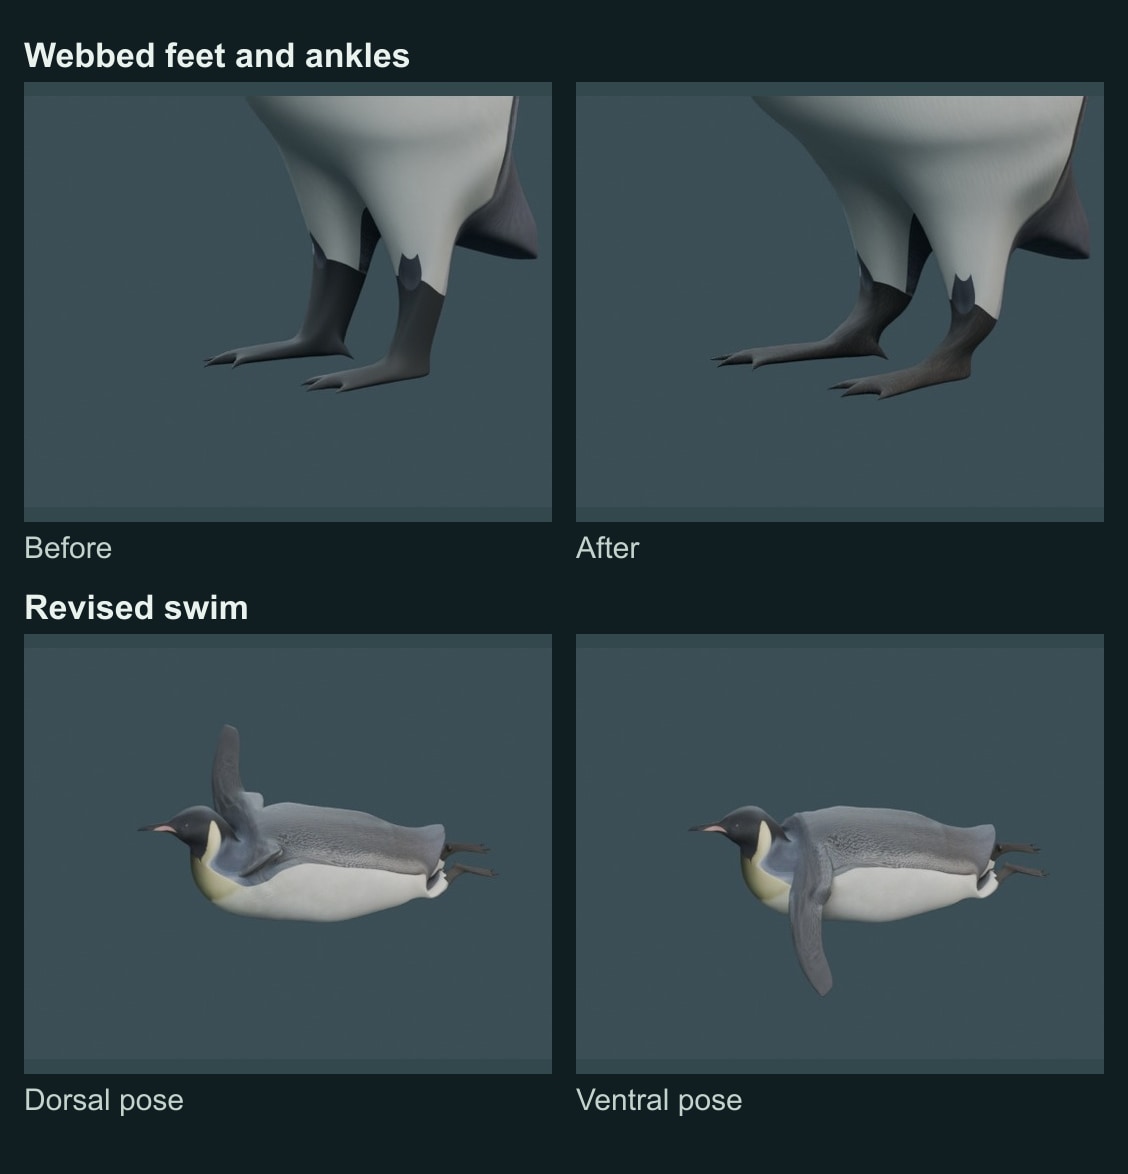 Webbed feet and ankles
Before
After
Revised swim
Dorsal pose
Ventral pose